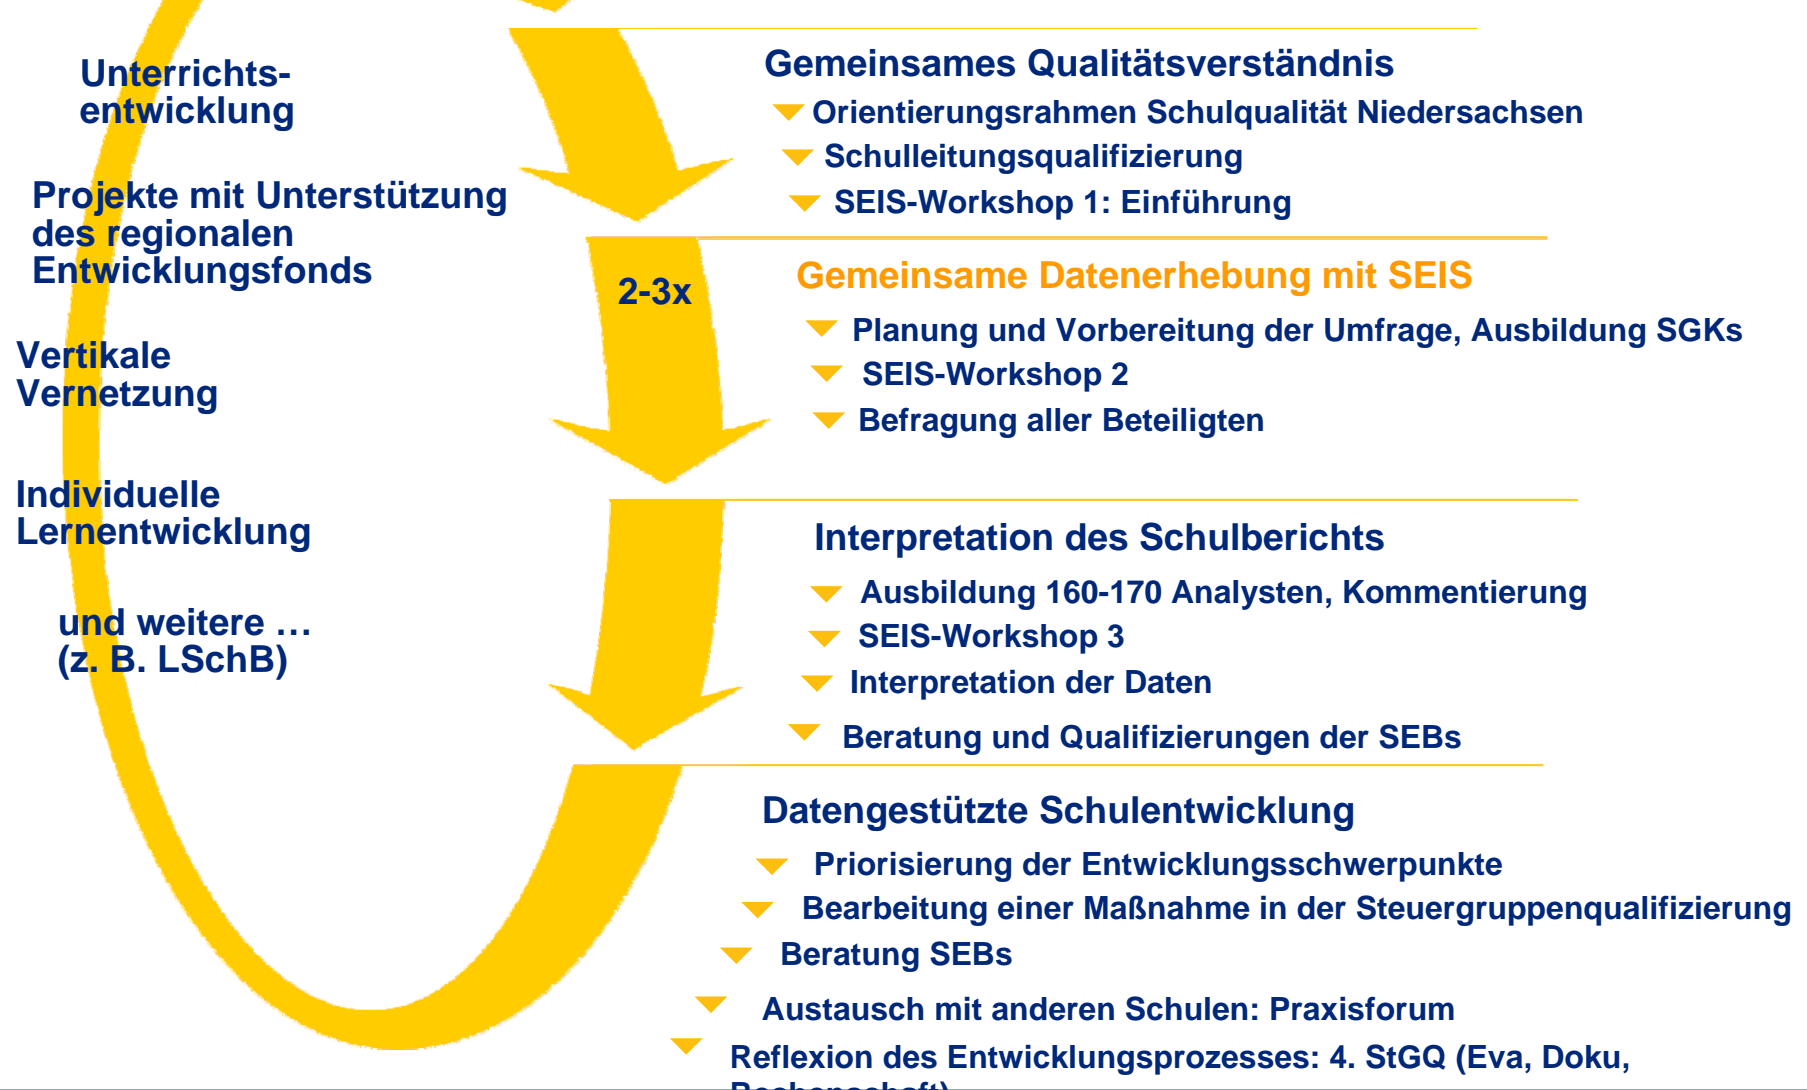 Unterrichts-
entwicklung
Projekte mit Unterstützung
des regionalen
Entwicklungsfonds
Vertikale
Vernetzung
Individuelle
Lernentwicklung
und weitere …
(z. B. LSchB)
2-3x
Gemeinsames Qualitätsverständnis
Orientierungsrahmen Schulqualität Niedersachsen
Schulleitungsqualifizierung
SEIS-Workshop 1: Einführung
Gemeinsame Datenerhebung mit SEIS
Planung und Vorbereitung der Umfrage, Ausbildung SGKs
SEIS-Workshop 2
Befragung aller Beteiligten
Interpretation des Schulberichts
Ausbildung 160-170 Analysten, Kommentierung
SEIS-Workshop 3
Interpretation der Daten
Beratung und Qualifizierungen der SEBs
Datengestützte Schulentwicklung
Priorisierung der Entwicklungsschwerpunkte
Bearbeitung einer Maßnahme in der Steuergruppenqualifizierung
Beratung SEBs
Austausch mit anderen Schulen: Praxisforum
Reflexion des Entwicklungsprozesses: 4. StGQ (Eva, Doku,